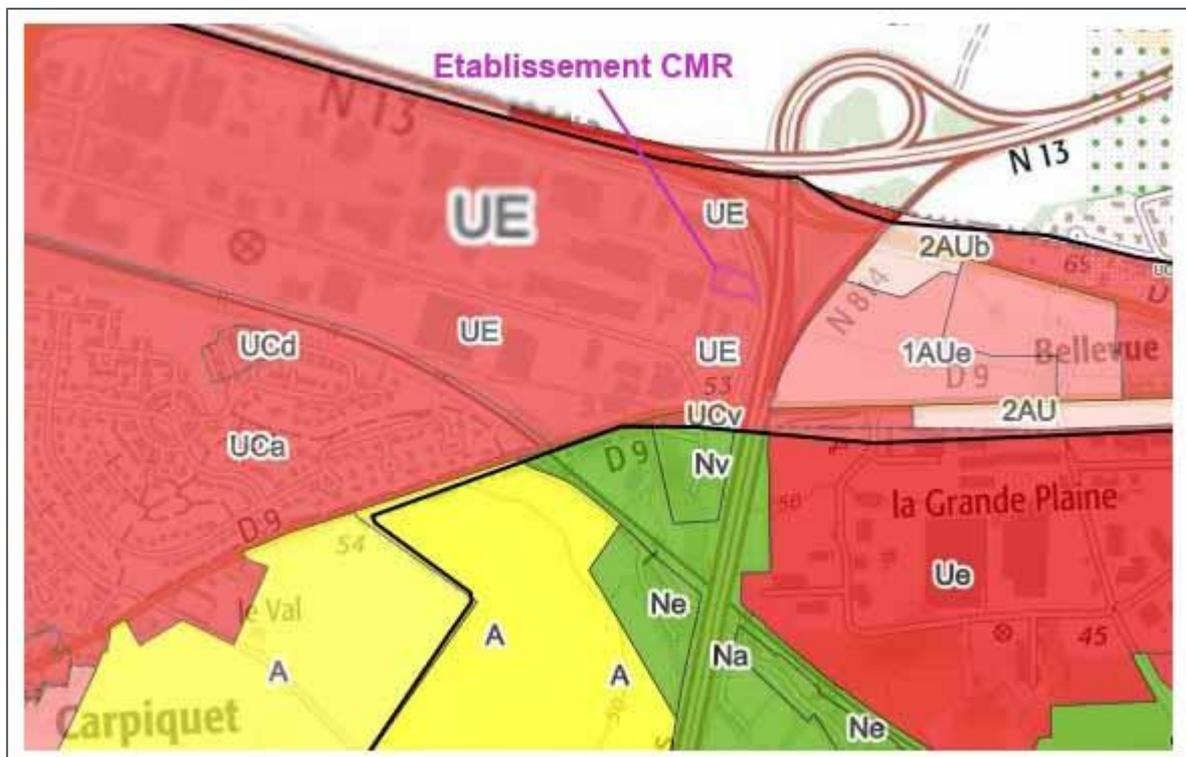 Etablissement CMR
N 13
N 13
UE
UE
2AUb
65
UE
UCd
N 814
UE
1AUe
Bellevue
D 9
53
UCv
2AU
UCa
D 9
Nv
50
la Grande Plaine
D 9
54
Ue
le Val
Ne
A
Na
45
A
A
Ne
Carpiquet